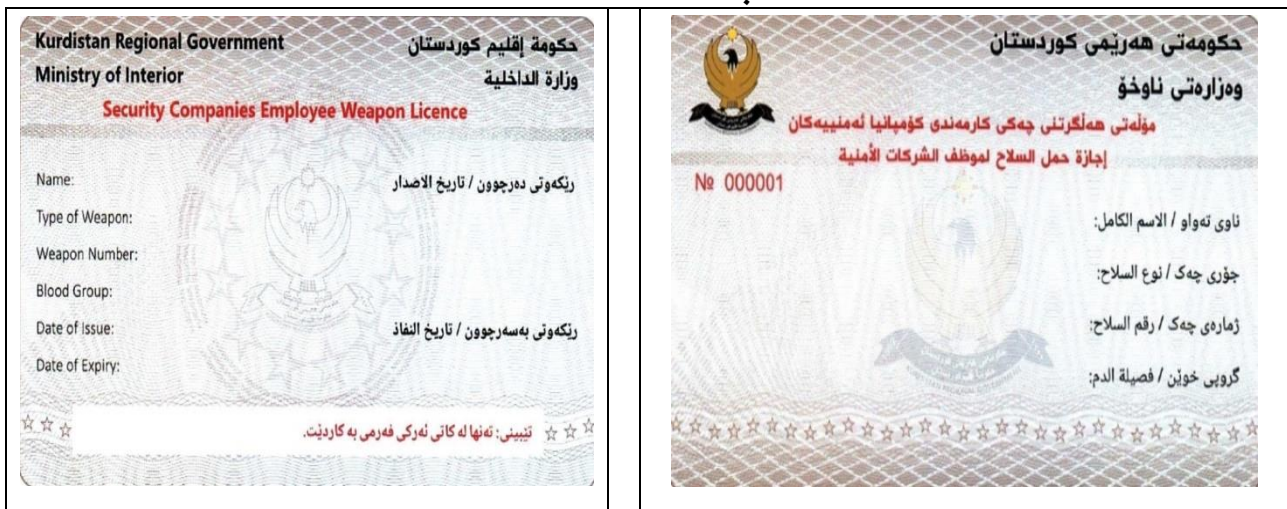 Kurdistan Regional Government
حكومة إقليم كوردستان
Ministry of Interior
وزارة الداخلية
Security Companies Employee Weapon Licence
Name:
رێکەوتی دەرچوون / تاريخ الاصدار
Type of Weapon:
Weapon Number:
Blood Group:
Date of Issue:
رێکەوتی بەسەرچوون / تاريخ النفاذ
Date of Expiry:
تێبینی: تەنها لە کاتی ئەرکی فەرمی بە کاردێت.
حکومەتی هەرێمی کوردستان
وەزارەتی ناوخۆ
مۆڵەتی هەڵگرتنی چەکی کارمەندی کۆمپانیا ئەمنییەکان
إجازة حمل السلاح لموظف الشركات الأمنية
№ 000001
ناوی تەواو / الاسم الكامل:
جۆری چەک / نوع السلاح:
ژمارەی چەک / رقم السلاح:
گروپی خوێن / فصيلة الدم: